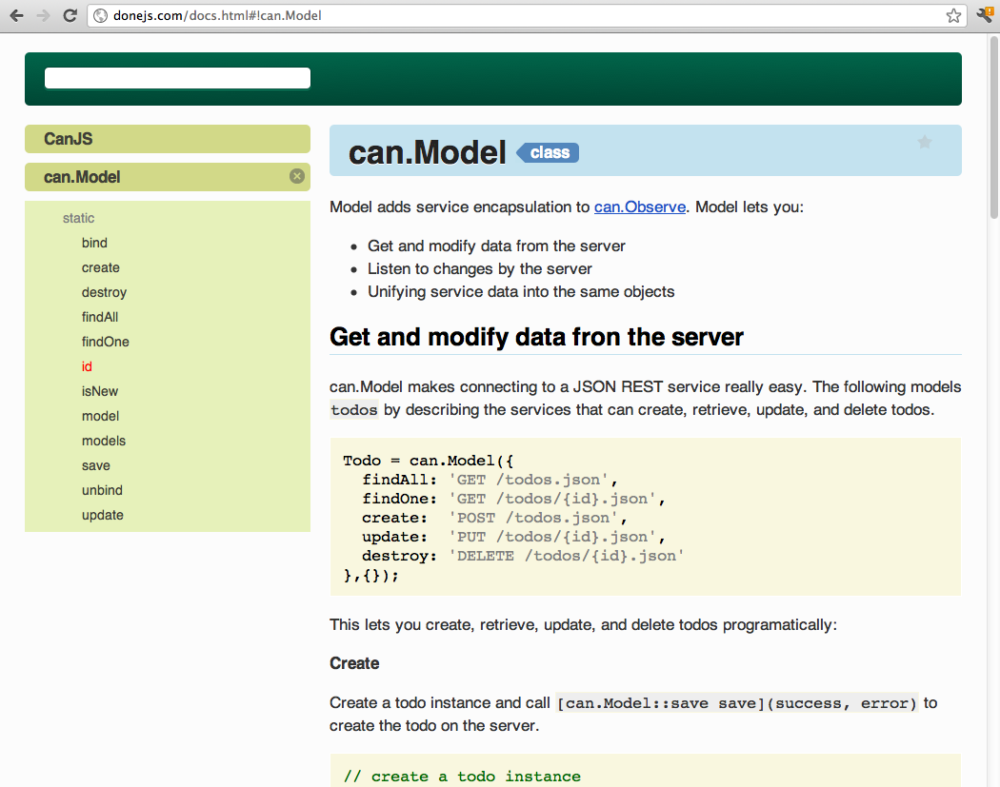 donejs.com/docs.html#!can.Model
CanJS
can.Model
static
bind
create
destroy
findAll
findOne
id
isNew
model
models
save
unbind
update
can.Model class
Model adds service encapsulation to can.Observe. Model lets you:
• Get and modify data from the server
• Listen to changes by the server
• Unifying service data into the same objects
Get and modify data fron the server
can.Model makes connecting to a JSON REST service really easy. The following models
todos by describing the services that can create, retrieve, update, and delete todos.
Todo = can.Model({
  findAll: 'GET /todos.json',
  findOne: 'GET /todos/{id}.json',
  create:  'POST /todos.json',
  update:  'PUT /todos/{id}.json',
  destroy: 'DELETE /todos/{id}.json'
},{});
This lets you create, retrieve, update, and delete todos programatically:
Create
Create a todo instance and call [can.Model::save save](success, error) to
create the todo on the server.
// create a todo instance